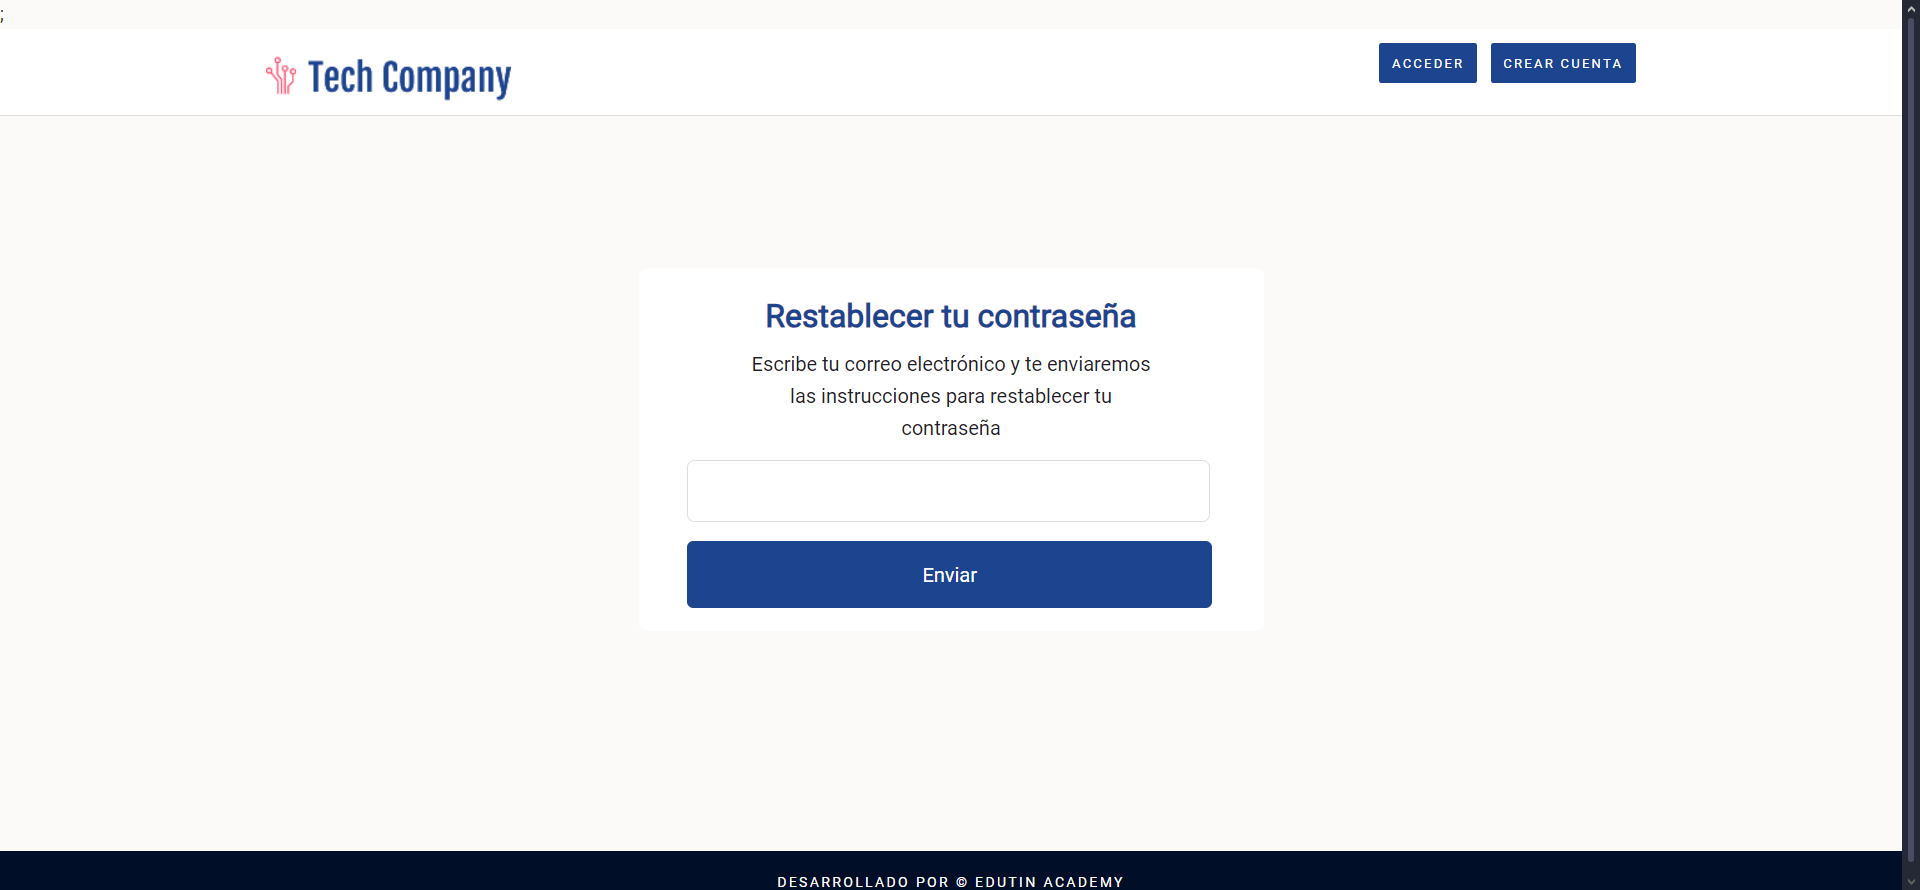 ;
Tech Company
ACCEDER
CREAR CUENTA
Restablecer tu contraseña
Escribe tu correo electrónico y te enviaremos
las instrucciones para restablecer tu
contraseña
Enviar
DESARROLLADO POR © EDUTIN ACADEMY